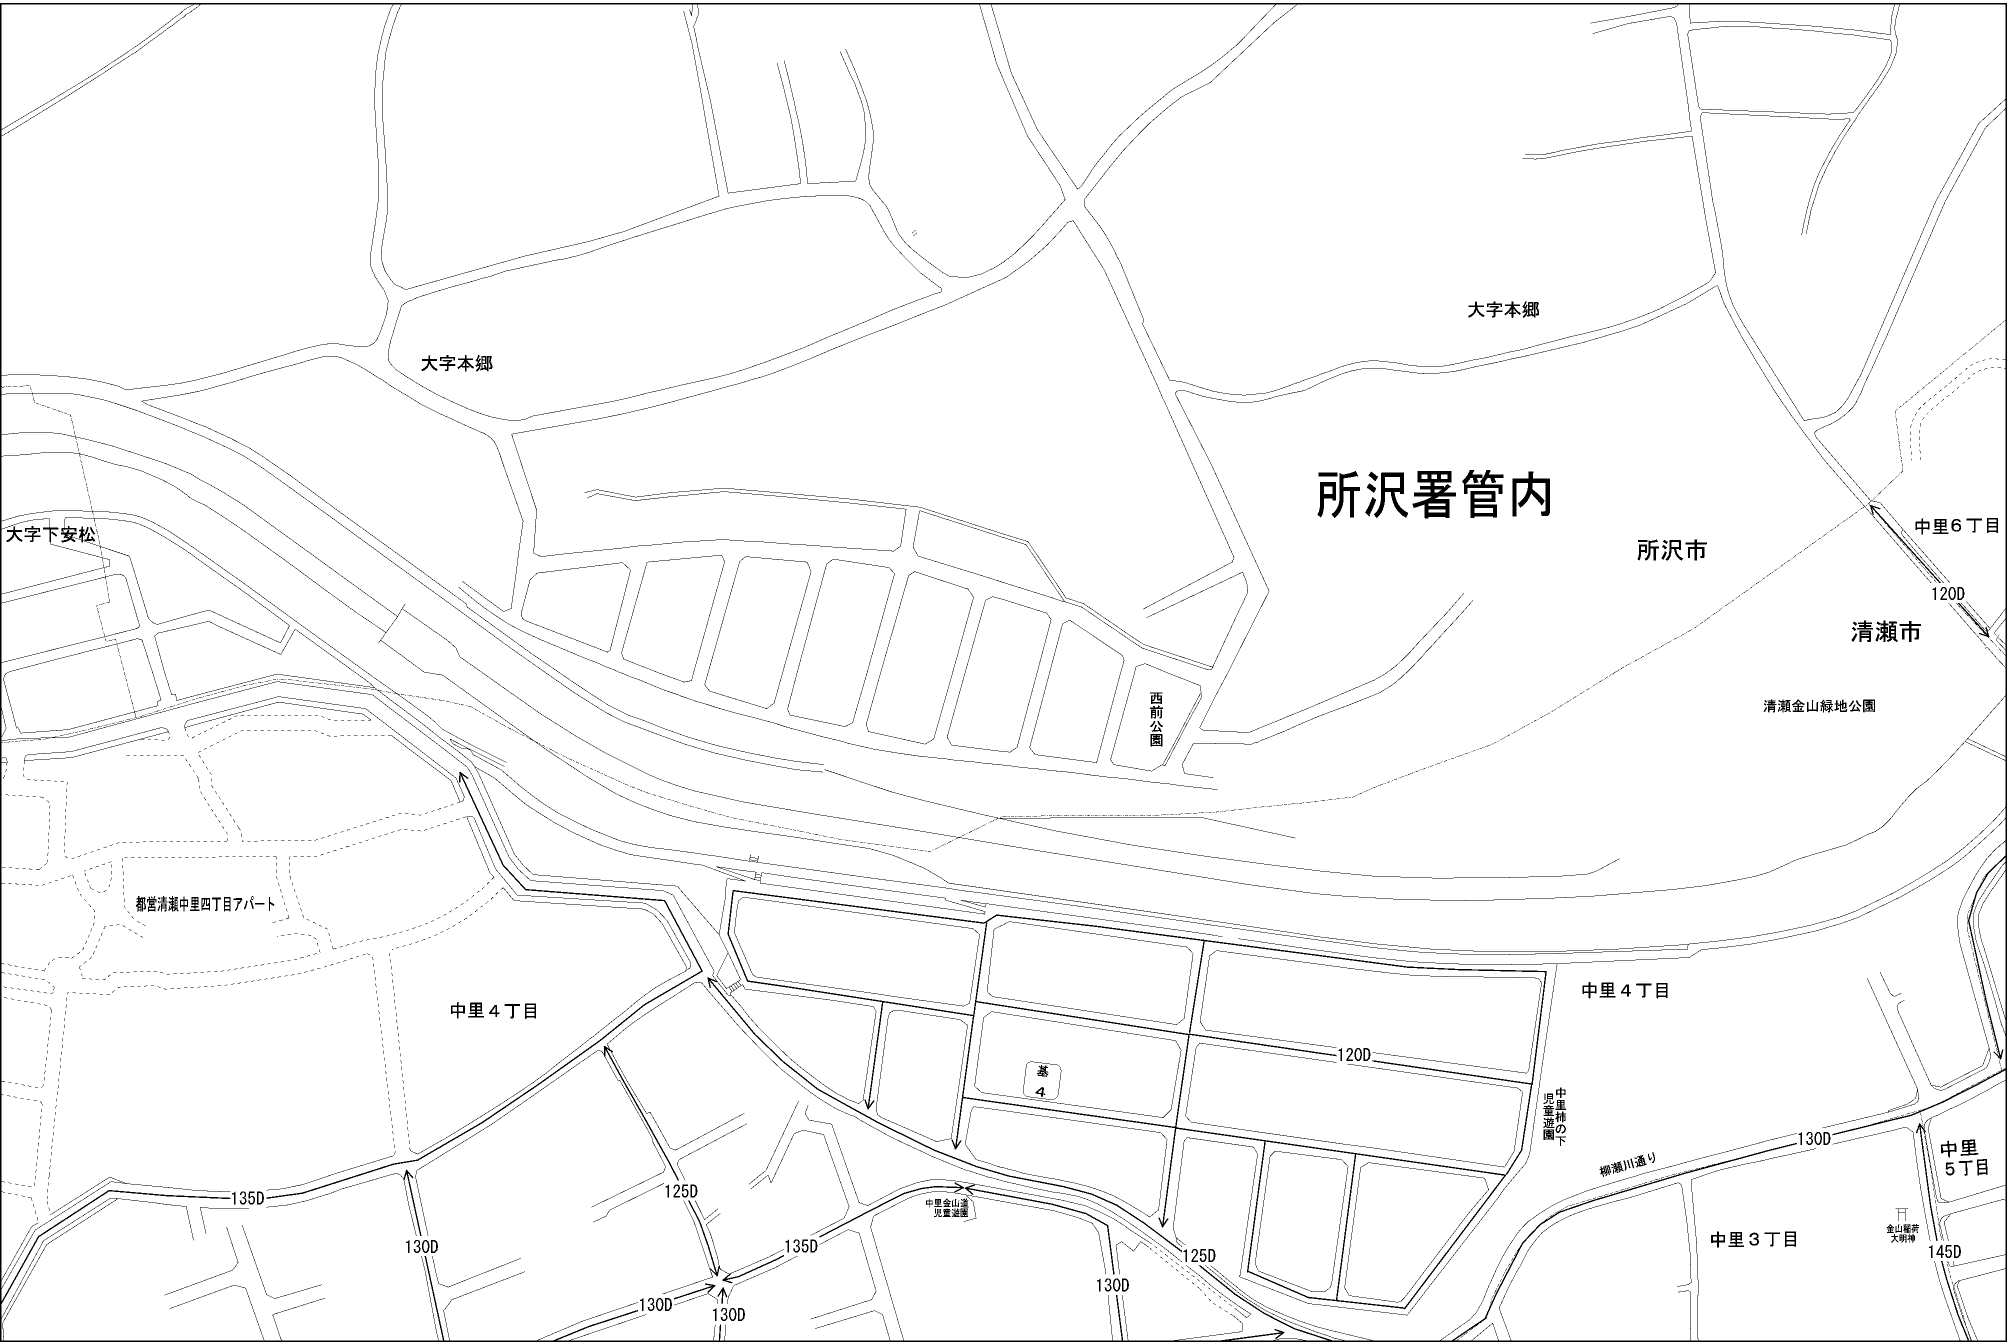 大字本郷
大字本郷
所沢署管内
大字下安松
中里６丁目
所沢市
120D
清瀬市
清瀬金山緑地公園
西前公園
都営清瀬中里四丁目アパート
中里４丁目
中里４丁目
120D
基
4
中里柿の下
児童遊園
柳瀬川通り
130D
中里
５丁目
125D
135D
中里金山道
児童遊園
金山稲荷
大明神
中里３丁目
130D
135D
125D
145D
130D
130D
130D